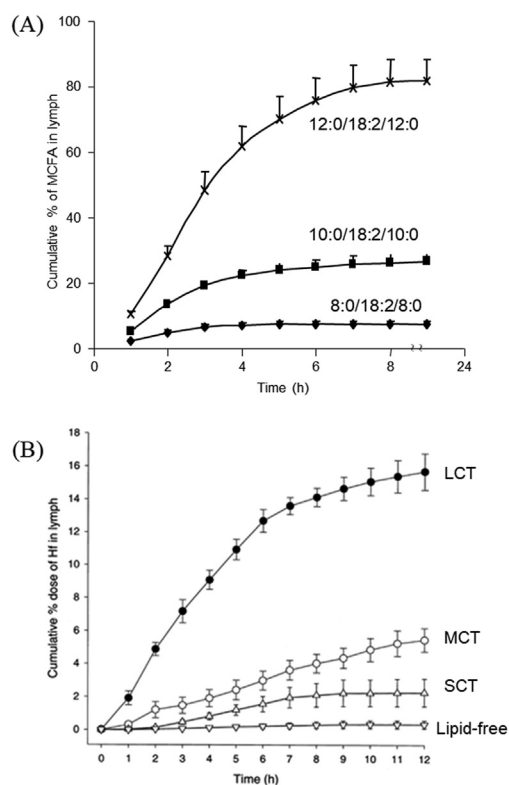 (A)
100
80
60
40
20
0
Cumulative % of MCFA in lymph
12:0/18:2/12:0
10:0/18:2/10:0
8:0/18:2/8:0
0 2 4 6 8 24
Time (h)
(B)
18
16
14
12
10
8
6
4
2
0
Cumulative % dose of Hf in lymph
LCT
MCT
SCT
Lipid-free
0 1 2 3 4 5 6 7 8 9 10 11 12
Time (h)